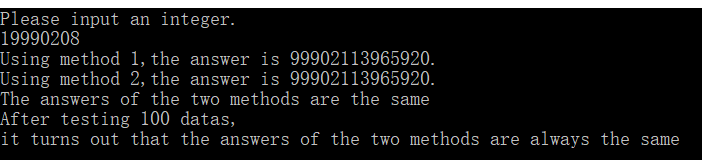 Please input an integer.
19990208
Using method 1,the answer is 99902113965920.
Using method 2,the answer is 99902113965920.
The answers of the two methods are the same
After testing 100 datas,
it turns out that the answers of the two methods are always the same